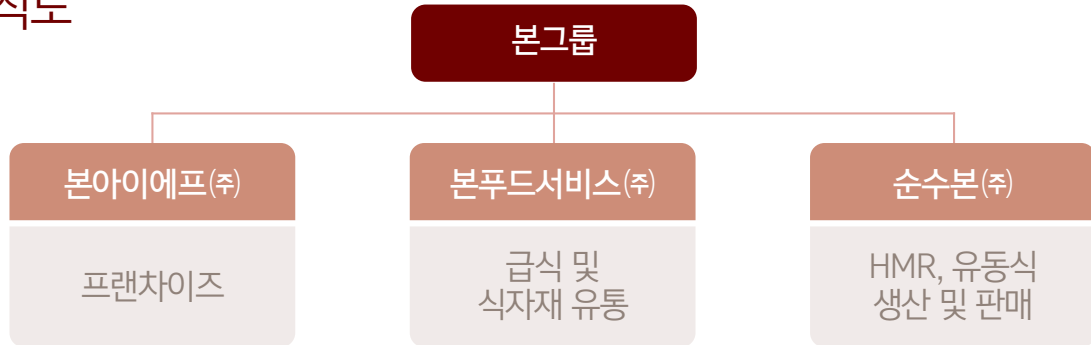 본그룹
본아이에프(주)
본푸드서비스(주)
순수본(주)
프랜차이즈
급식 및
식자재 유통
HMR, 유동식
생산 및 판매